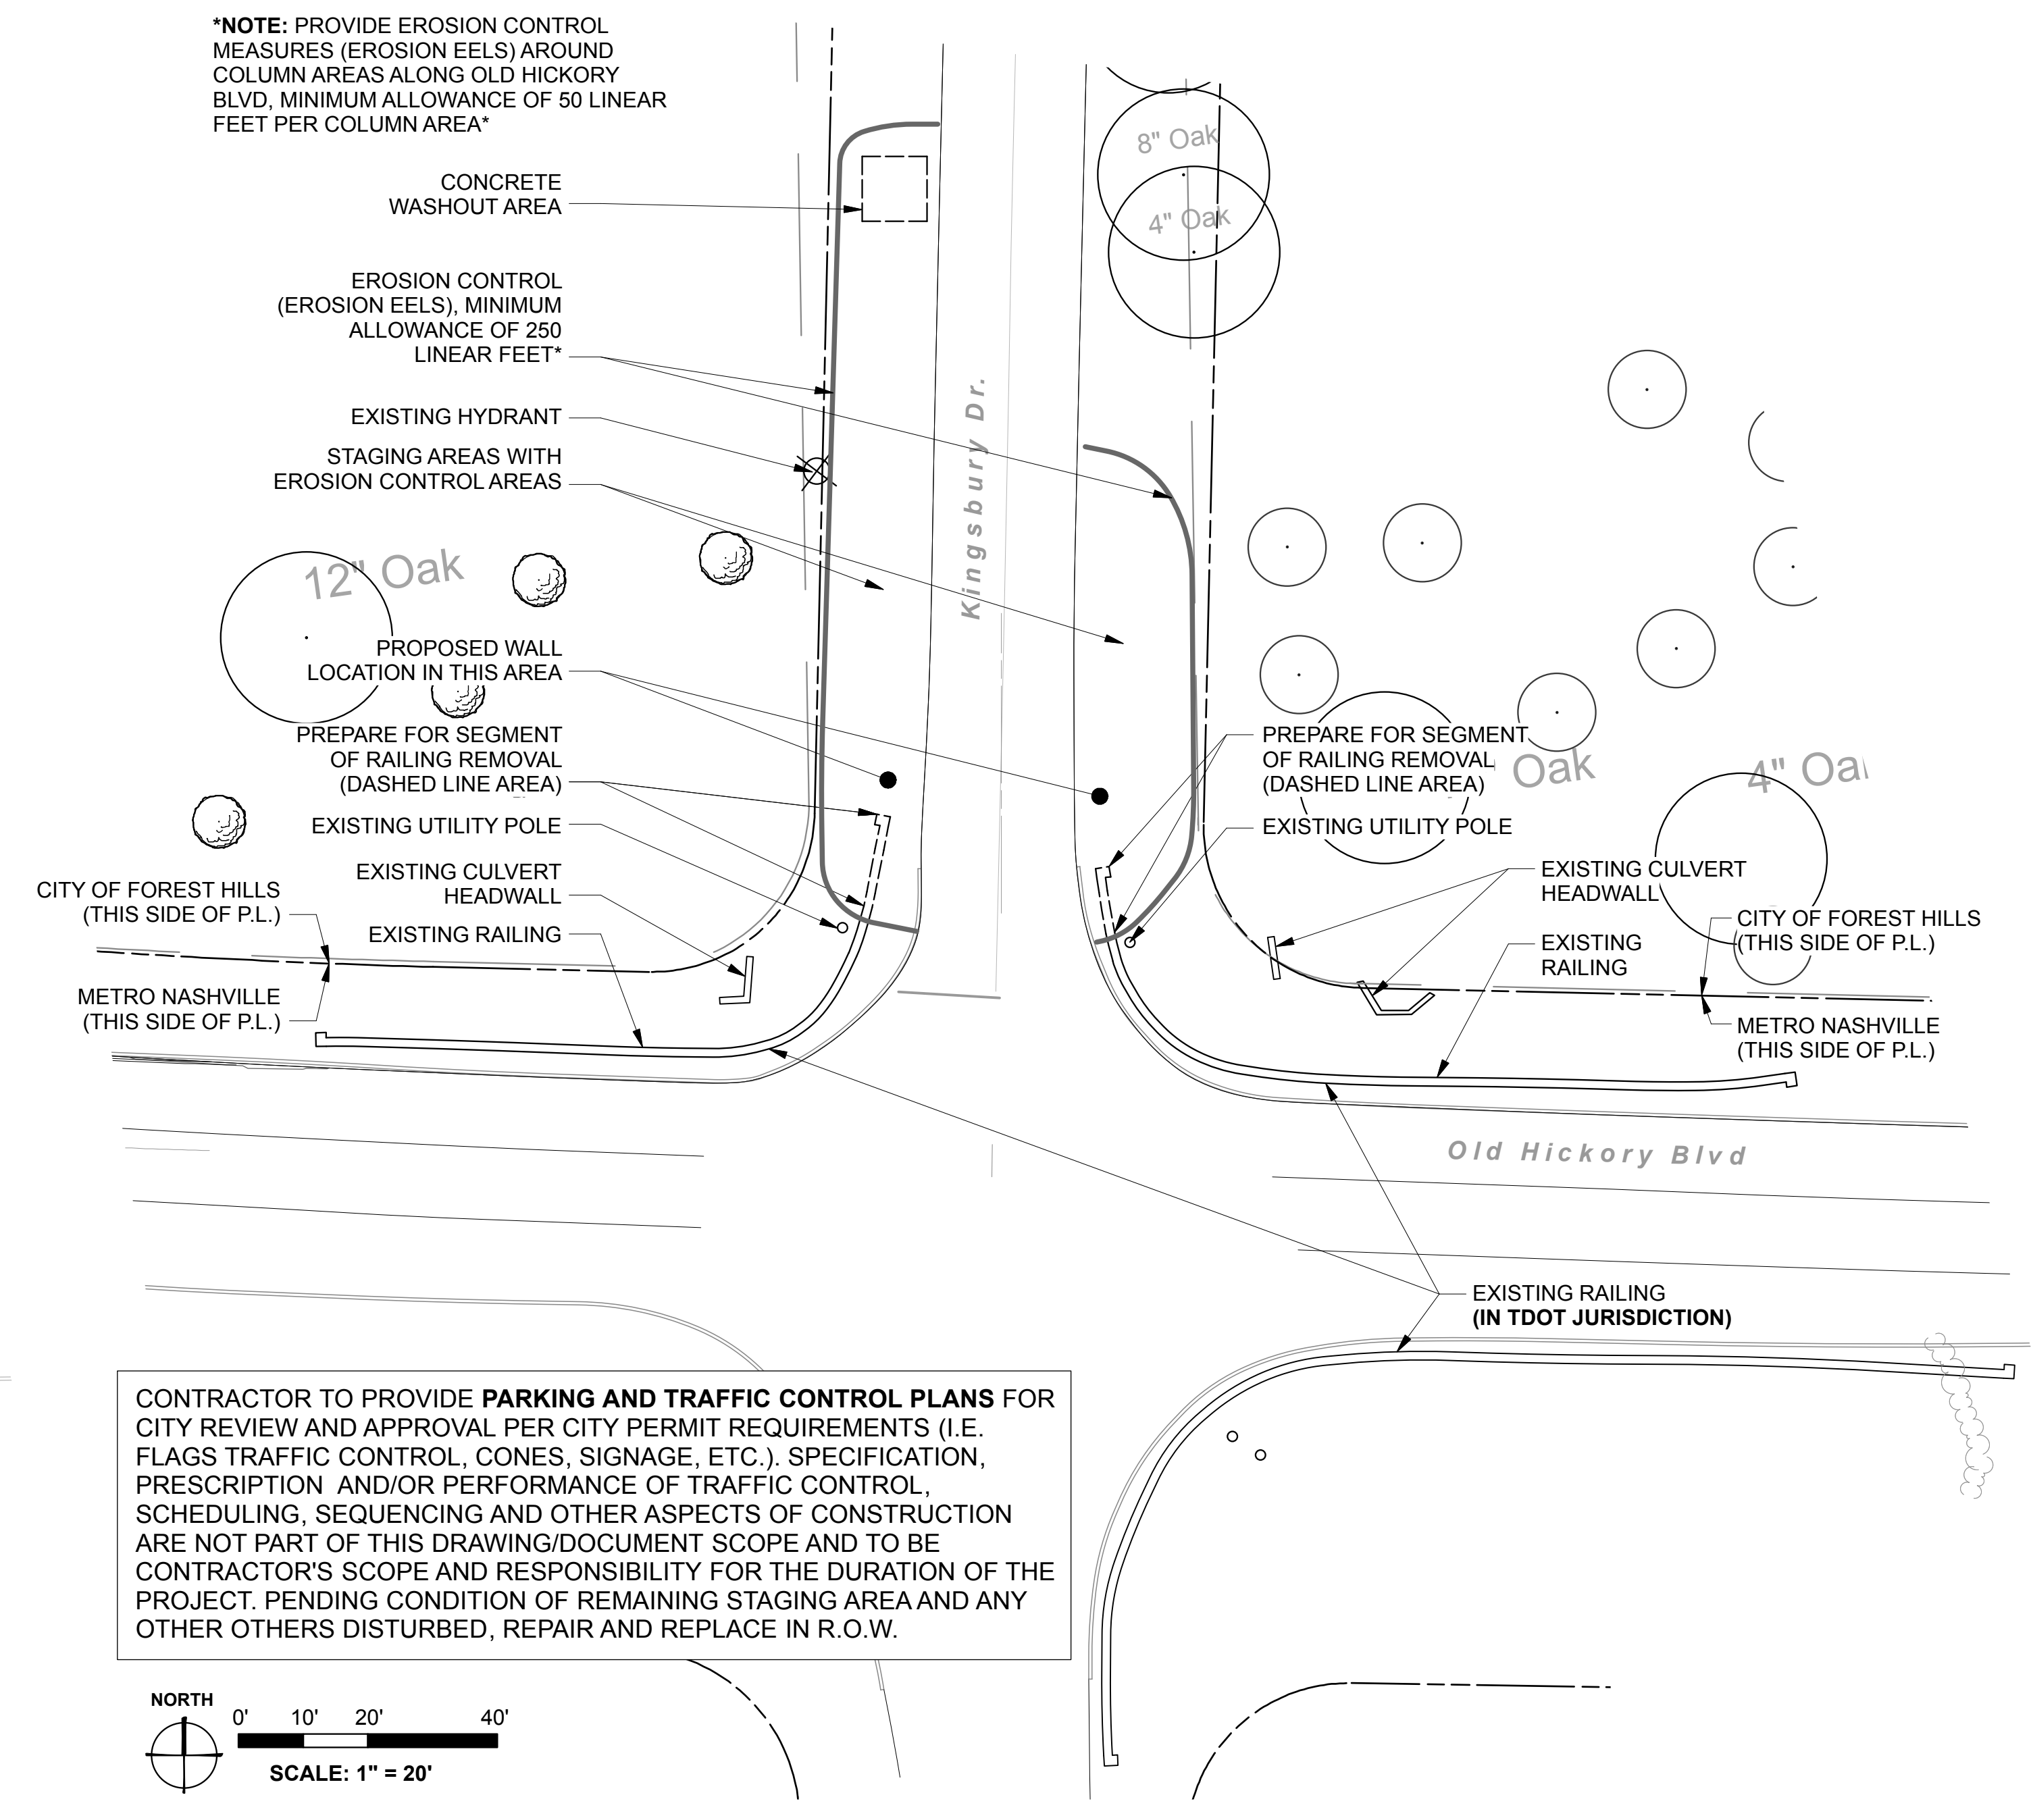 *NOTE: PROVIDE EROSION CONTROL
MEASURES (EROSION EELS) AROUND
COLUMN AREAS ALONG OLD HICKORY
BLVD, MINIMUM ALLOWANCE OF 50 LINEAR
FEET PER COLUMN AREA*
CONCRETE
WASHOUT AREA
EROSION CONTROL
(EROSION EELS), MINIMUM
ALLOWANCE OF 250
LINEAR FEET*
EXISTING HYDRANT
STAGING AREAS WITH
EROSION CONTROL AREAS
12" Oak
PROPOSED WALL
LOCATION IN THIS AREA
PREPARE FOR SEGMENT
OF RAILING REMOVAL
(DASHED LINE AREA)
EXISTING UTILITY POLE
EXISTING CULVERT
HEADWALL
EXISTING RAILING
CITY OF FOREST HILLS
(THIS SIDE OF P.L.)
METRO NASHVILLE
(THIS SIDE OF P.L.)
Kingsbury Dr.
8" Oak
4" Oak
PREPARE FOR SEGMENT
OF RAILING REMOVAL
(DASHED LINE AREA)
Oak
4" Oa
EXISTING UTILITY POLE
EXISTING CULVERT
HEADWALL
EXISTING
RAILING
CITY OF FOREST HILLS
(THIS SIDE OF P.L.)
METRO NASHVILLE
(THIS SIDE OF P.L.)
Old Hickory Blvd
EXISTING RAILING
(IN TDOT JURISDICTION)
CONTRACTOR TO PROVIDE PARKING AND TRAFFIC CONTROL PLANS FOR
CITY REVIEW AND APPROVAL PER CITY PERMIT REQUIREMENTS (I.E.
FLAGS TRAFFIC CONTROL, CONES, SIGNAGE, ETC.). SPECIFICATION,
PRESCRIPTION  AND/OR PERFORMANCE OF TRAFFIC CONTROL,
SCHEDULING, SEQUENCING AND OTHER ASPECTS OF CONSTRUCTION
ARE NOT PART OF THIS DRAWING/DOCUMENT SCOPE AND TO BE
CONTRACTOR'S SCOPE AND RESPONSIBILITY FOR THE DURATION OF THE
PROJECT. PENDING CONDITION OF REMAINING STAGING AREA AND ANY
OTHER OTHERS DISTURBED, REPAIR AND REPLACE IN R.O.W.
NORTH
0' 10' 20' 40'
SCALE: 1" = 20'